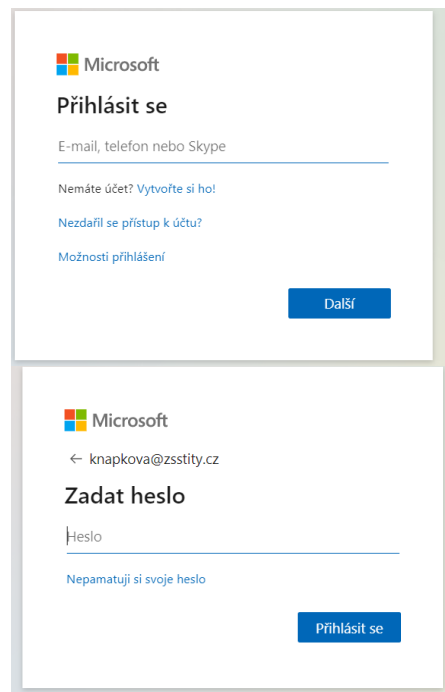 Microsoft
Přihlásit se
E-mail, telefon nebo Skype
Nemáte účet? Vytvořte si ho!
Nezdařil se přístup k účtu?
Možnosti přihlášení
Další
Microsoft
← knapkova@zsstity.cz
Zadat heslo
Heslo
Nepamatuji si svoje heslo
Přihlásit se